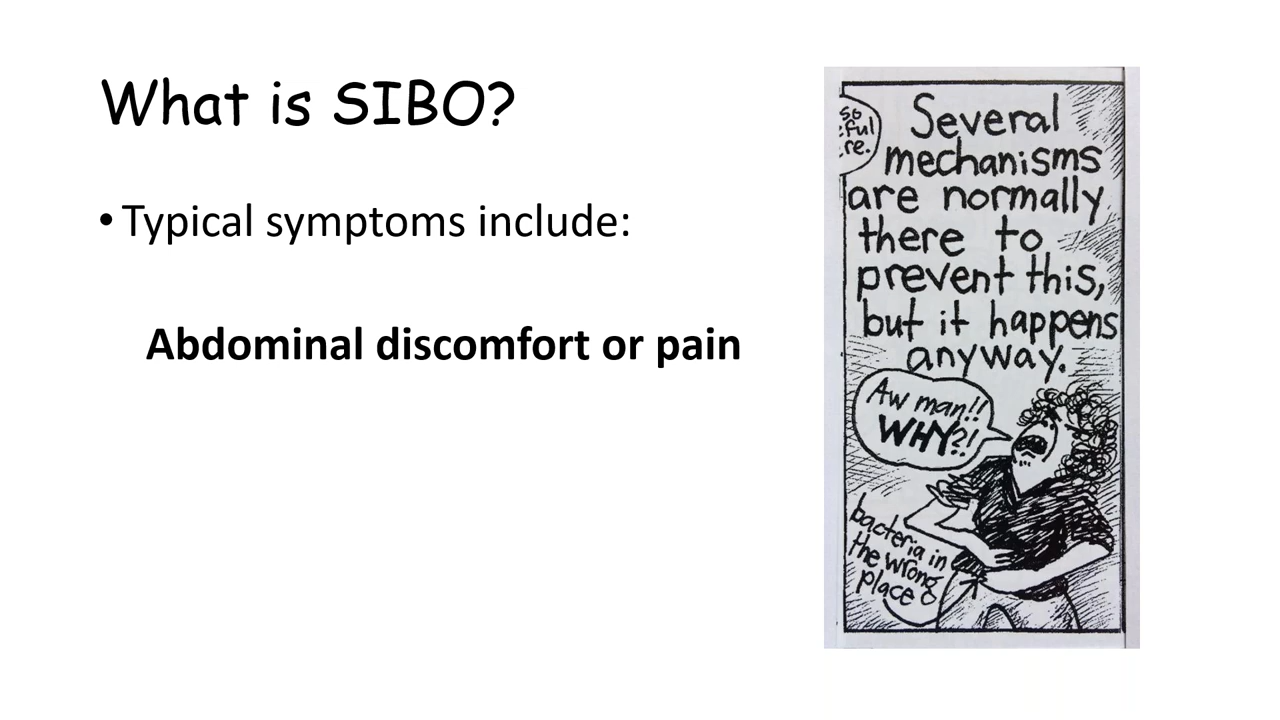 What is SIBO?
• Typical symptoms include:
Abdominal discomfort or pain
so
Several
mechanisms
are normally
there to
prevent this,
but it happens
anyway.
Aw man!!
WHY?!
bacteria in
the wrong
place